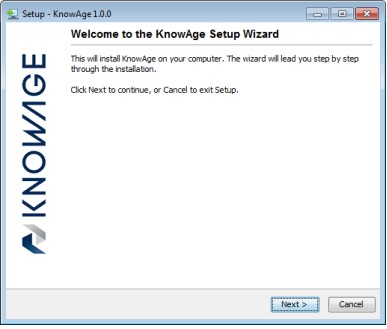 Setup - KnowAge 1.0.0
Welcome to the KnowAge Setup Wizard
This will install KnowAge on your computer. The wizard will lead you step by step
through the installation.
Click Next to continue, or Cancel to exit Setup.
KNOWAGE
Next >
Cancel